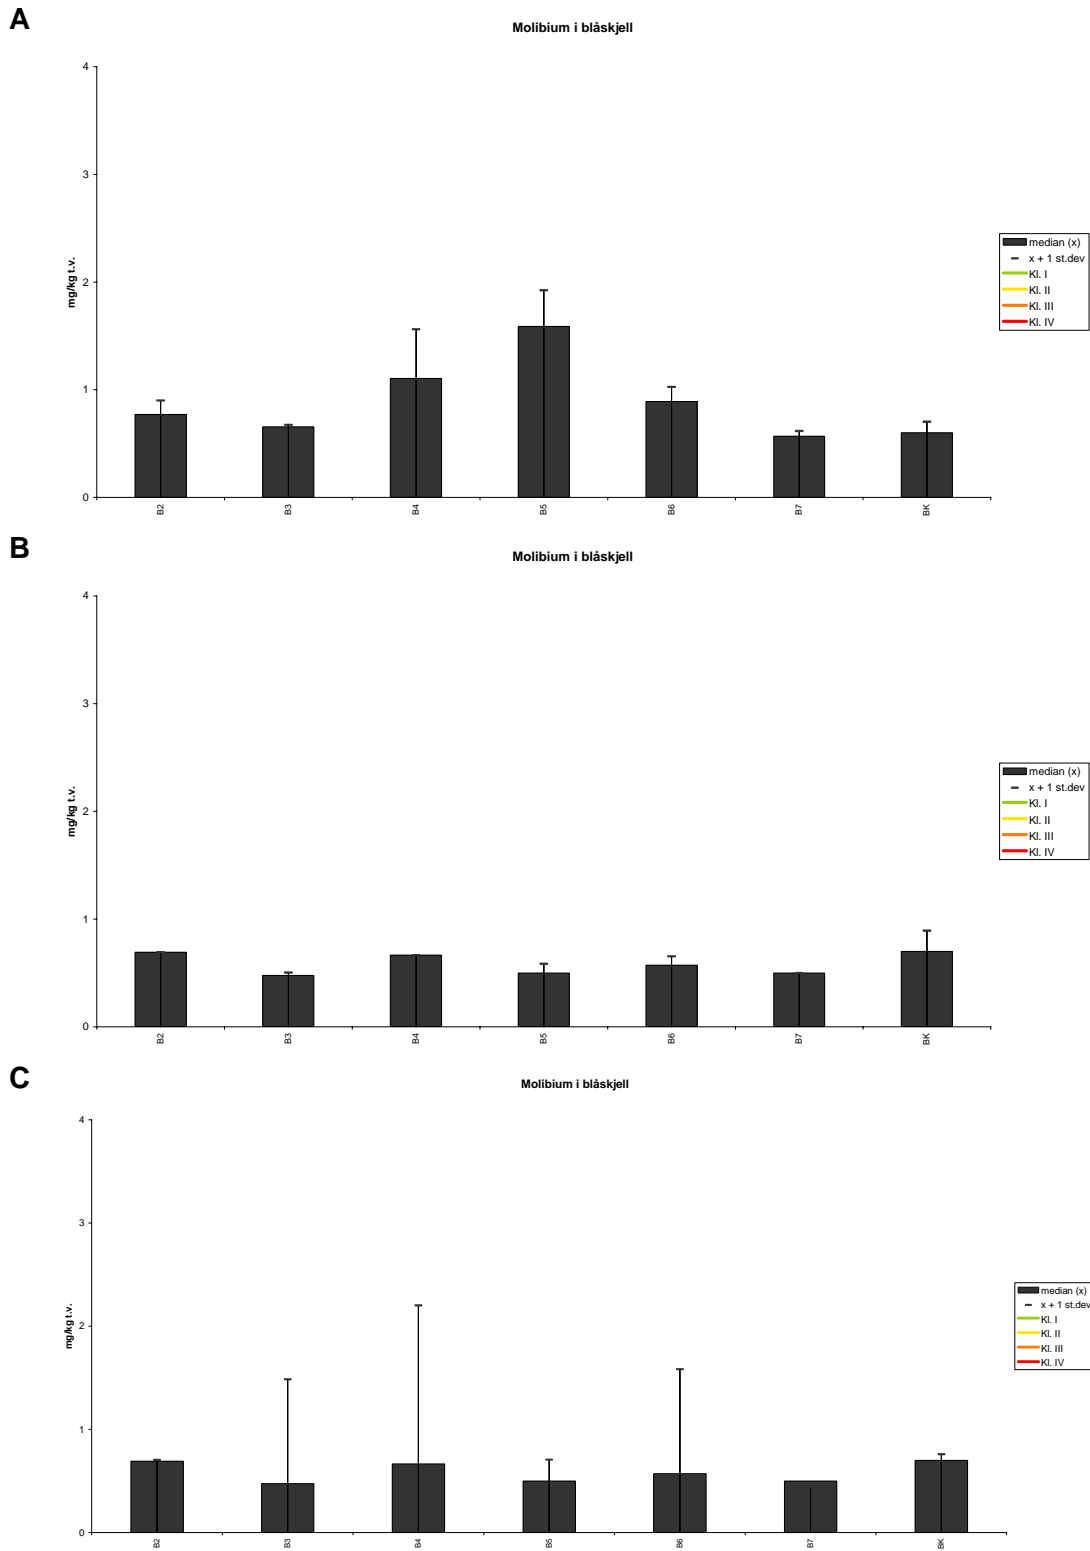 A
Molibium i blåskjell
4
3
2
1
0
mg/kg t.v.
B2
B3
B4
B5
B6
B7
BK
median (x)
x + 1 st.dev
Kl. I
Kl. II
Kl. III
Kl. IV
B
Molibium i blåskjell
4
3
2
1
0
mg/kg t.v.
B2
B3
B4
B5
B6
B7
BK
median (x)
x + 1 st.dev
Kl. I
Kl. II
Kl. III
Kl. IV
C
Molibium i blåskjell
4
3
2
1
0
mg/kg t.v.
B2
B3
B4
B5
B6
B7
BK
median (x)
x + 1 st.dev
Kl. I
Kl. II
Kl. III
Kl. IV